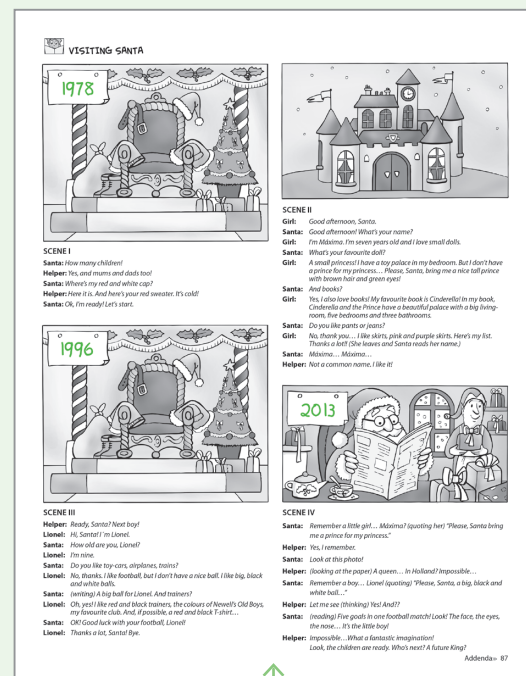 VISITING SANTA
1978
SCENE I
Santa: How many children!
Helper: Yes, and mums and dads too!
Santa: Where's my red and white cap?
Helper: Here it is. And here's your red sweater. It's cold!
Santa: Ok, I'm ready! Let's start.
SCENE II
Girl: Good afternoon, Santa.
Santa: Good afternoon! What's your name?
Girl: I'm Máxima. I'm seven years old and I love small dolls.
Santa: What's your favourite doll?
Girl: A small princess! I have a toy palace in my bedroom. But I don't have
a prince for my princess… Please, Santa, bring me a nice tall prince
with brown hair and green eyes!
Santa: And books?
Girl: Yes, I also love books! My favourite book is Cinderella! In my book,
Cinderella and the Prince have a beautiful palace with a big living-
room, five bedrooms and three bathrooms.
Santa: Do you like pants or jeans?
Girl: No, thank you… I like skirts, pink and purple skirts. Here's my list.
Thanks a lot! (She leaves and Santa reads her name.)
Santa: Máxima… Máxima…
Helper: Not a common name. I like it!
1996
SCENE III
Helper: Ready, Santa? Next boy!
Lionel: Hi, Santa! I´m Lionel.
Santa: How old are you, Lionel?
Lionel: I'm nine.
Santa: Do you like toy-cars, airplanes, trains?
Lionel: No, thanks. I like football, but I don't have a nice ball. I like big, black
and white balls.
Santa: (writing) A big ball for Lionel. And trainers?
Lionel: Oh, yes! I like red and black trainers, the colours of Newell's Old Boys,
my favourite club. And, if possible, a red and black T-shirt…
Santa: OK! Good luck with your football, Lionel!
Lionel: Thanks a lot, Santa! Bye.
2013
SCENE IV
Santa: Remember a little girl… Máxima? (quoting her) "Please, Santa, bring
me a prince for my princess."
Helper: Yes, I remember.
Santa: Look at this photo!
Helper: (looking at the paper) A queen… In Holland? Impossible…
Santa: Remember a boy… Lionel (quoting) "Please, Santa, a big, black and
white ball…"
Helper: Let me see (thinking) Yes! And??
Santa: (reading) Five goals in one football match! Look! The face, the eyes,
the nose… It's the little boy!
Helper: Impossible…What a fantastic imagination!
Look, the children are ready. Who's next? A future King?
Addenda» 87